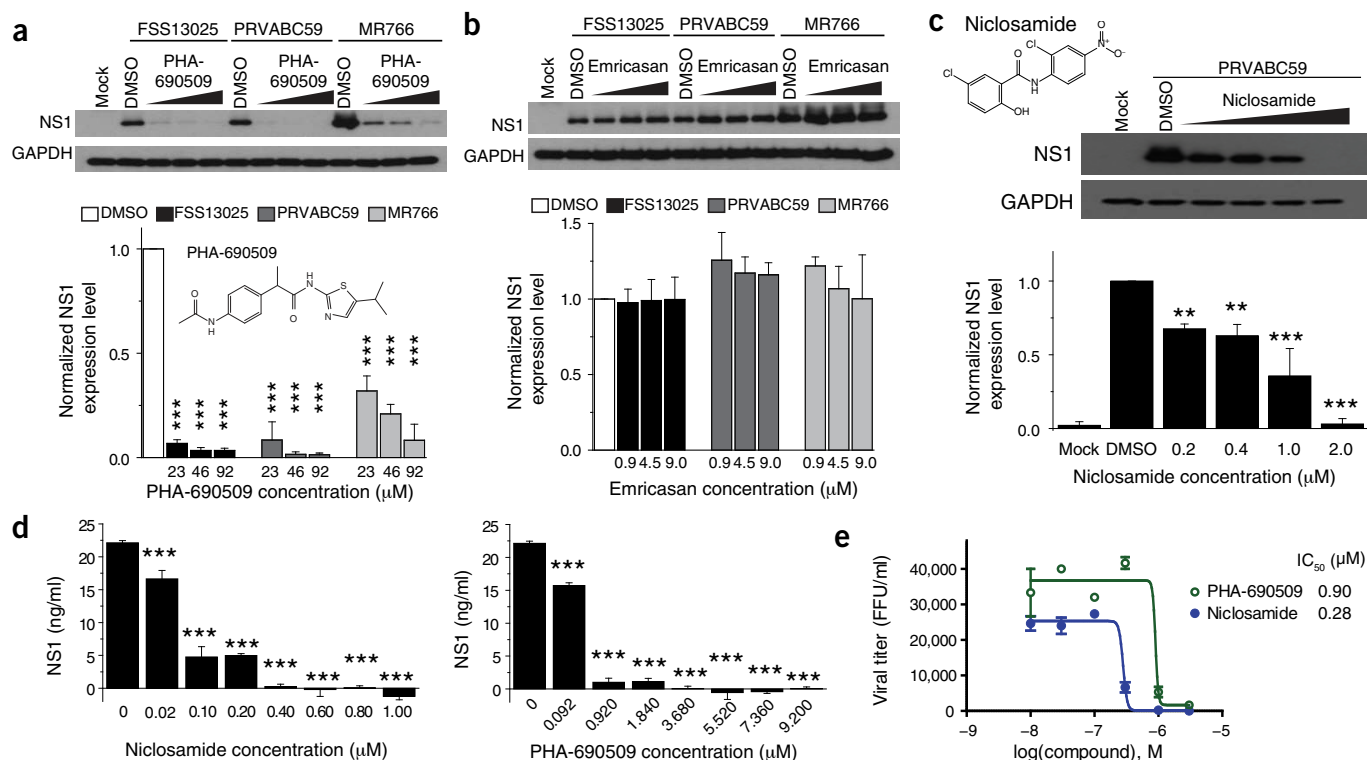 a
FSS13025 PRVABC59 MR766
Mock DMSO PHA-690509 DMSO PHA-690509 DMSO PHA-690509
NS1
GAPDH
DMSO FSS13025 PRVABC59 MR766
Normalized NS1 expression level
1.0
0.5
0.0
PHA-690509
O N H H N O S N
*** *** *** *** *** *** *** *** ***
23 46 92 23 46 92 23 46 92
PHA-690509 concentration (μM)
b
FSS13025 PRVABC59 MR766
Mock DMSO Emricasan DMSO Emricasan DMSO Emricasan
NS1
GAPDH
DMSO FSS13025 PRVABC59 MR766
Normalized NS1 expression level
1.5
1.0
0.5
0.0
0.9 4.5 9.0 0.9 4.5 9.0 0.9 4.5 9.0
Emricasan concentration (μM)
c
Niclosamide
Cl O OH N H Cl N+ O O-
PRVABC59
Mock DMSO Niclosamide
NS1
GAPDH
Normalized NS1 expression level
1.0
0.5
0.0
** ** *** ***
Mock DMSO 0.2 0.4 1.0 2.0
Niclosamide concentration (μM)
d
NS1 (ng/ml)
25
20
15
10
5
0
*** *** *** *** *** *** ***
0 0.02 0.10 0.20 0.40 0.60 0.80 1.00
Niclosamide concentration (μM)
NS1 (ng/ml)
25
20
15
10
5
0
*** *** *** *** *** *** ***
0 0.092 0.920 1.840 3.680 5.520 7.360 9.200
PHA-690509 concentration (μM)
e
Viral titer (FFU/ml)
40,000
30,000
20,000
10,000
0
−9 −8 −7 −6 −5
log(compound), M
IC50 (μM)
PHA-690509 0.90
Niclosamide 0.28